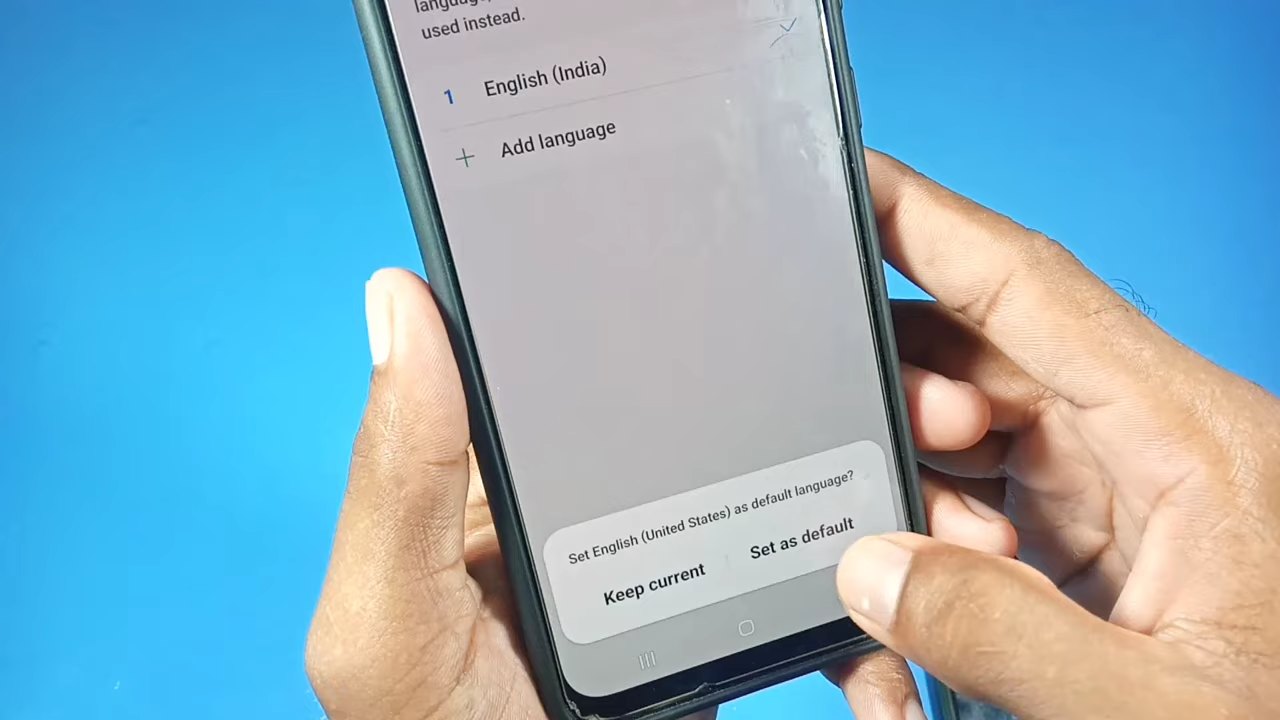 language,
used instead.
1 English (India)
Add language
Set English (United States) as default language?
Keep current Set as default